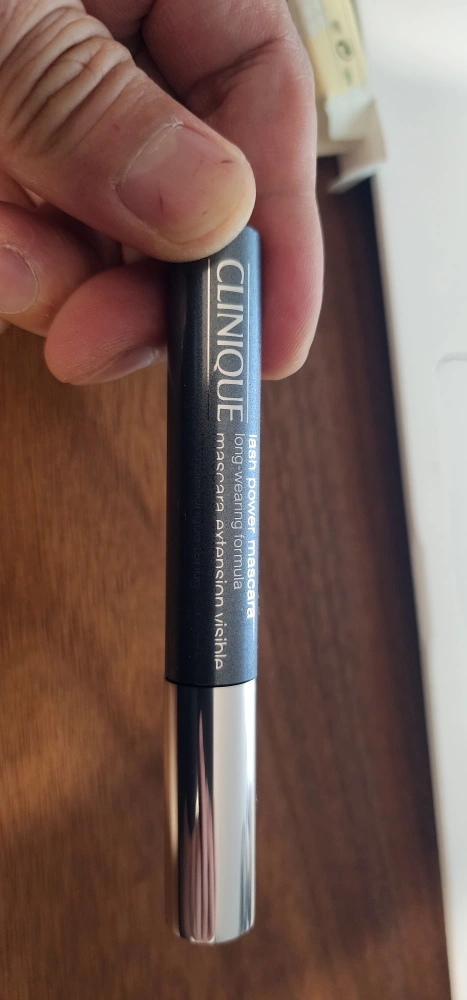 CLINIQUE
lash power mascara
long-wearing formula
mascara extension visible